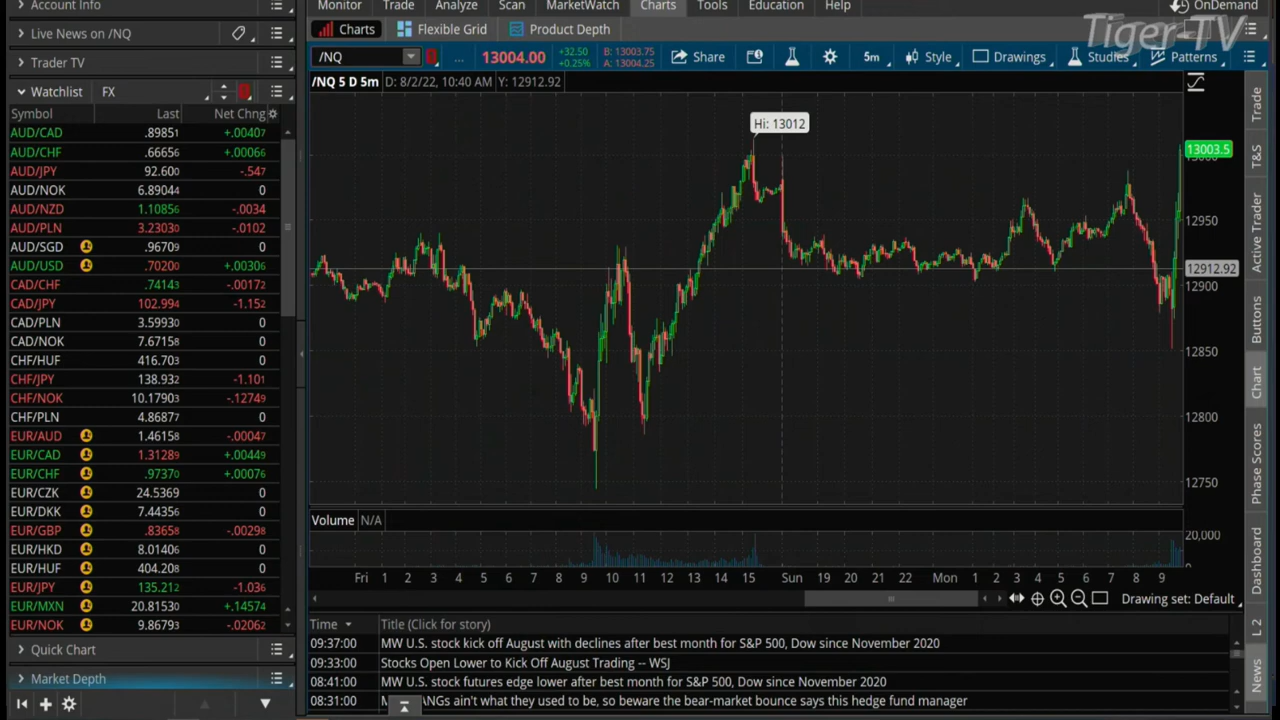 Account Info
Monitor Trade Analyze Scan MarketWatch Charts Tools Education Help OnDemand
Tiger-TV
Live News on /NQ
Charts Flexible Grid Product Depth
Trader TV
/NQ 13004.00 +32.50 +0.25% B: 13003.75 A: 13004.25 Share 5m Style Drawings Studies Patterns
Watchlist FX
/NQ 5 D 5m D: 8/2/22, 10:40 AM Y: 12912.92
Symbol Last Net Chng
AUD/CAD .89851 +.00407
AUD/CHF .66656 +.00066
AUD/JPY 92.600 -.547
AUD/NOK 6.89044 0
AUD/NZD 1.10856 -.0034
AUD/PLN 3.23030 -.0102
AUD/SGD .96709 0
AUD/USD .70200 +.00306
CAD/CHF .74143 -.00172
CAD/JPY 102.994 -1.152
CAD/PLN 3.59930 0
CAD/NOK 7.67158 0
CHF/HUF 416.703 0
CHF/JPY 138.932 -1.101
CHF/NOK 10.17903 -.12749
CHF/PLN 4.86877 0
EUR/AUD 1.46158 -.00047
EUR/CAD 1.31289 +.00449
EUR/CHF .97370 +.00076
EUR/CZK 24.5369 0
EUR/DKK 7.44356 0
EUR/GBP .83658 -.00298
EUR/HKD 8.01406 0
EUR/HUF 404.208 0
EUR/JPY 135.212 -1.036
EUR/MXN 20.81530 +.14574
EUR/NOK 9.86793 -.02062
Quick Chart
Market Depth
Hi: 13012
13003.5
12950
12912.92
12900
12850
12800
12750
Volume N/A
20,000
0
Fri 1 2 3 4 5 6 7 8 9 10 11 12 13 14 15 Sun 19 20 21 22 Mon 1 2 3 4 5 6 7 8 9
Drawing set: Default
Time Title (Click for story)
09:37:00 MW U.S. stock kick off August with declines after best month for S&P 500, Dow since November 2020
09:33:00 Stocks Open Lower to Kick Off August Trading -- WSJ
08:41:00 MW U.S. stock futures edge lower after best month for S&P 500, Dow since November 2020
08:31:00 ANGs ain't what they used to be, so beware the bear-market bounce says this hedge fund manager
Trade
T&S
Active Trader
Buttons
Chart
Phase Scores
Dashboard
L 2
News